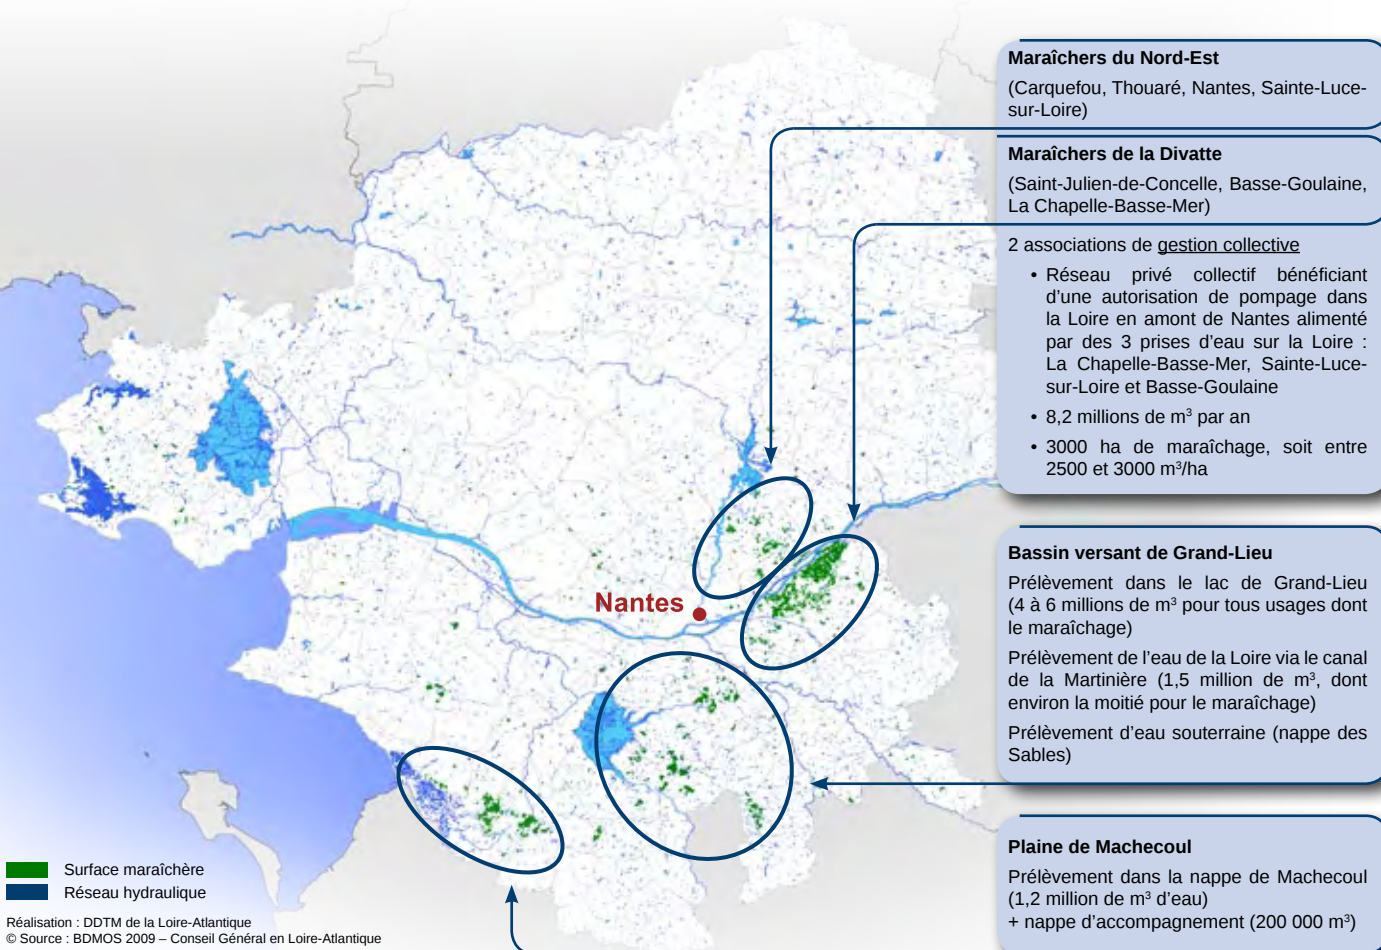 Maraîchers du Nord-Est
(Carquefou, Thouaré, Nantes, Sainte-Luce-
sur-Loire)
Maraîchers de la Divatte
(Saint-Julien-de-Concelle, Basse-Goulaine,
La Chapelle-Basse-Mer)
2 associations de gestion collective
• Réseau privé collectif bénéficiant
d'une autorisation de pompage dans
la Loire en amont de Nantes alimenté
par des 3 prises d'eau sur la Loire :
La Chapelle-Basse-Mer, Sainte-Luce-
sur-Loire et Basse-Goulaine
• 8,2 millions de m³ par an
• 3000 ha de maraîchage, soit entre
2500 et 3000 m³/ha
Bassin versant de Grand-Lieu
Prélèvement dans le lac de Grand-Lieu
(4 à 6 millions de m³ pour tous usages dont
le maraîchage)
Prélèvement de l'eau de la Loire via le canal
de la Martinière (1,5 million de m³, dont
environ la moitié pour le maraîchage)
Prélèvement d'eau souterraine (nappe des
Sables)
Plaine de Machecoul
Prélèvement dans la nappe de Machecoul
(1,2 million de m³ d'eau)
+ nappe d'accompagnement (200 000 m³)
Nantes
Surface maraîchère
Réseau hydraulique
Réalisation : DDTM de la Loire-Atlantique
© Source : BDMOS 2009 – Conseil Général en Loire-Atlantique